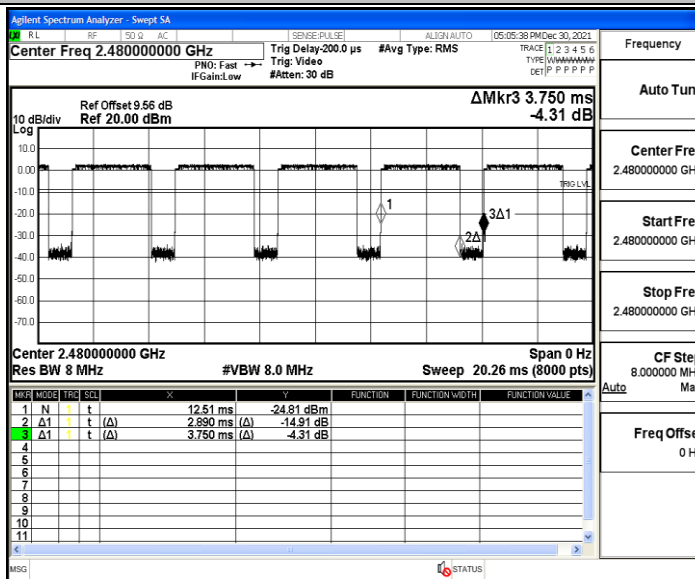 Agilent Spectrum Analyzer - Swept SA
LXI RL RF 50 Ω AC SENSE:PULSE ALIGN AUTO 05:05:38 PM Dec 30, 2021
Center Freq 2.480000000 GHz
PNO: Fast
IFGain:Low
Trig Delay-200.0 µs
Trig: Video
#Atten: 30 dB
#Avg Type: RMS
TRACE 1 2 3 4 5 6
TYPE WWWWWW
DET P P P P P P
ΔMkr3 3.750 ms
-4.31 dB
Ref Offset 9.56 dB
10 dB/div Ref 20.00 dBm
Log
10.0
0.00
-10.0
-20.0
-30.0
-40.0
-50.0
-60.0
-70.0
TRIG LVL
1
2Δ
3Δ1
Center 2.480000000 GHz Span 0 Hz
Res BW 8 MHz #VBW 8.0 MHz Sweep 20.26 ms (8000 pts)
MKR MODE TRC SCL X Y FUNCTION FUNCTION WIDTH FUNCTION VALUE
1 N 1 t 12.51 ms -24.81 dBm
2 Δ1 1 t (Δ) 2.890 ms (Δ) -14.91 dB
3 Δ1 1 t (Δ) 3.750 ms (Δ) -4.31 dB
4
5
6
7
8
9
10
11
MSG STATUS
Frequency
Auto Tun
Center Fre
2.480000000 GH
Start Fre
2.480000000 GH
Stop Fre
2.480000000 GH
CF Ste
8.000000 MH
Auto Ma
Freq Offse
0 H